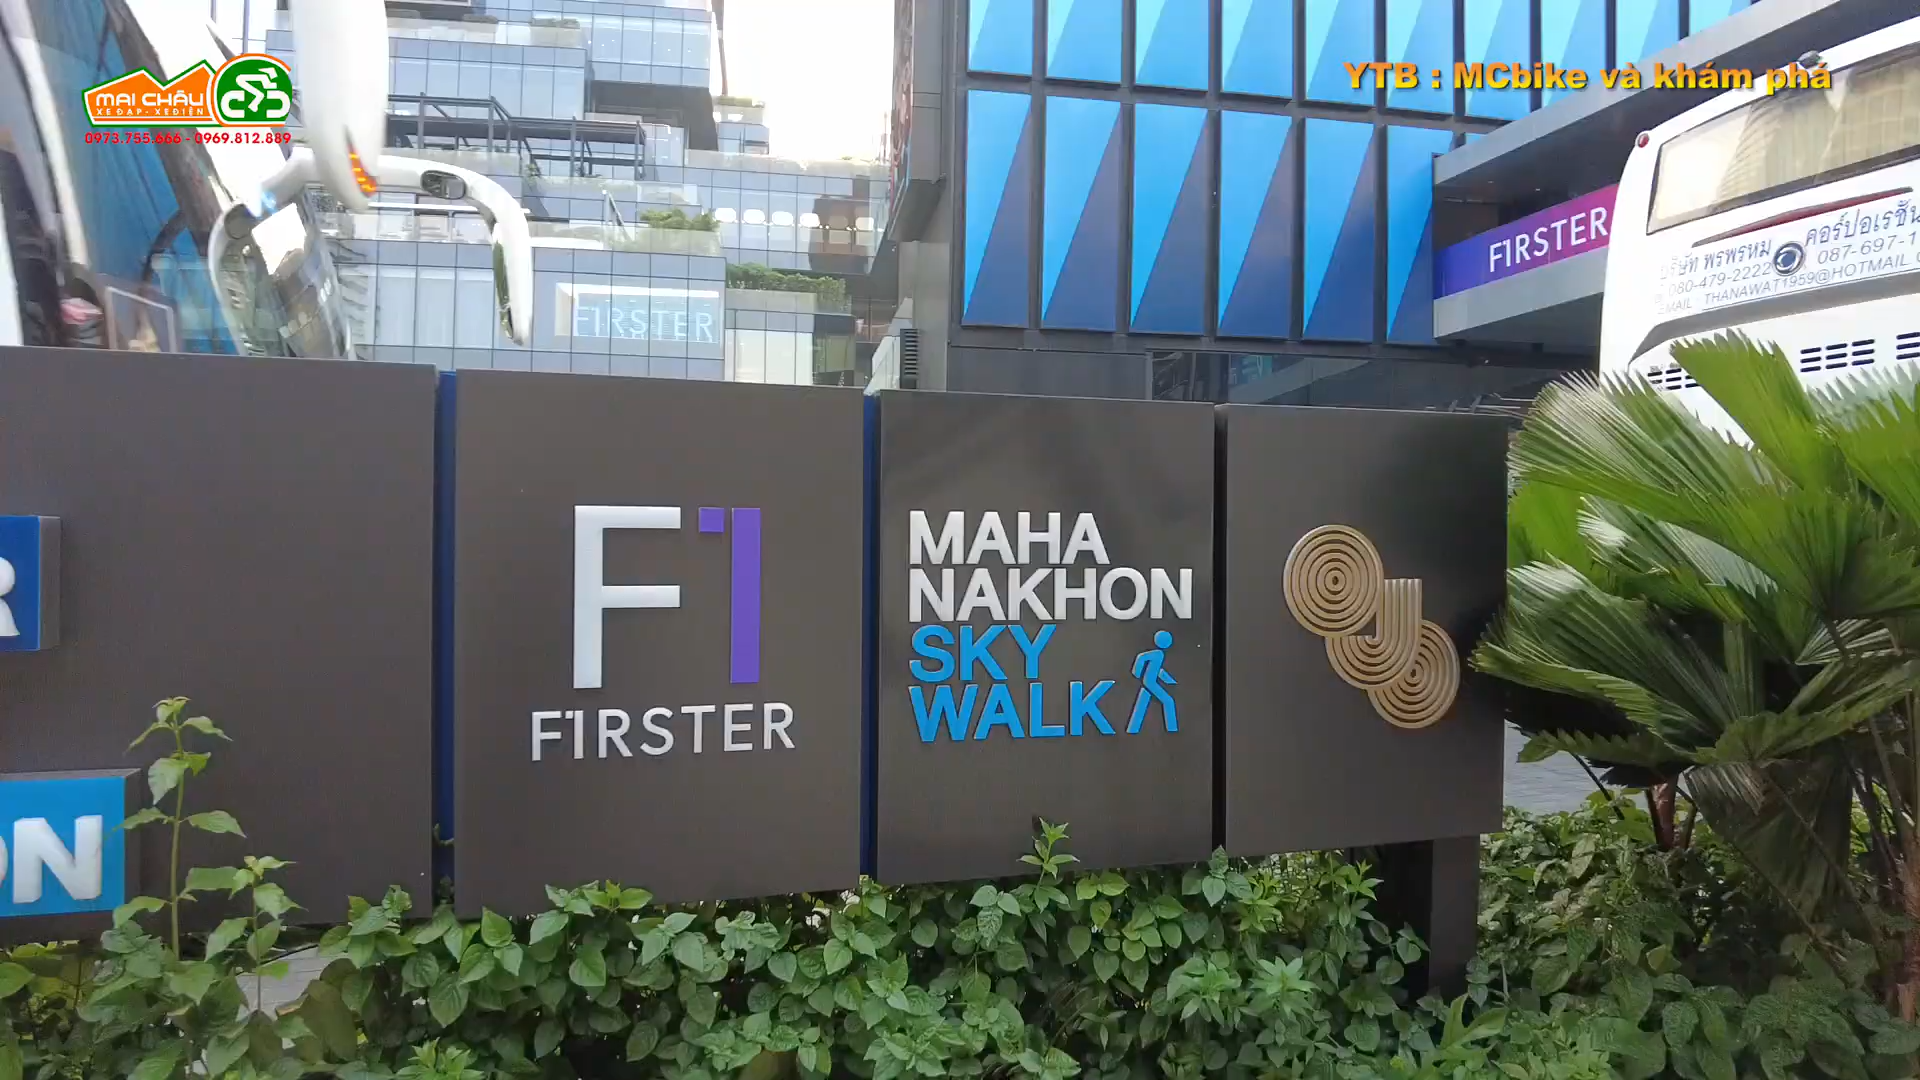 MAI CHÂU
XE ĐẠP - XE ĐIỆN
0973.755.666 - 0969.812.889
YTB : MCbike và khám phá
FIRSTER
FIRSTER
บริษัท พรพรหม
คอร์ปอเรชั่น
080-479-2222
087-697-1
EMAIL : THANAWAT1959@HOTMAIL.
R
ON
F1
FIRSTER
MAHA
NAKHON
SKY
WALK